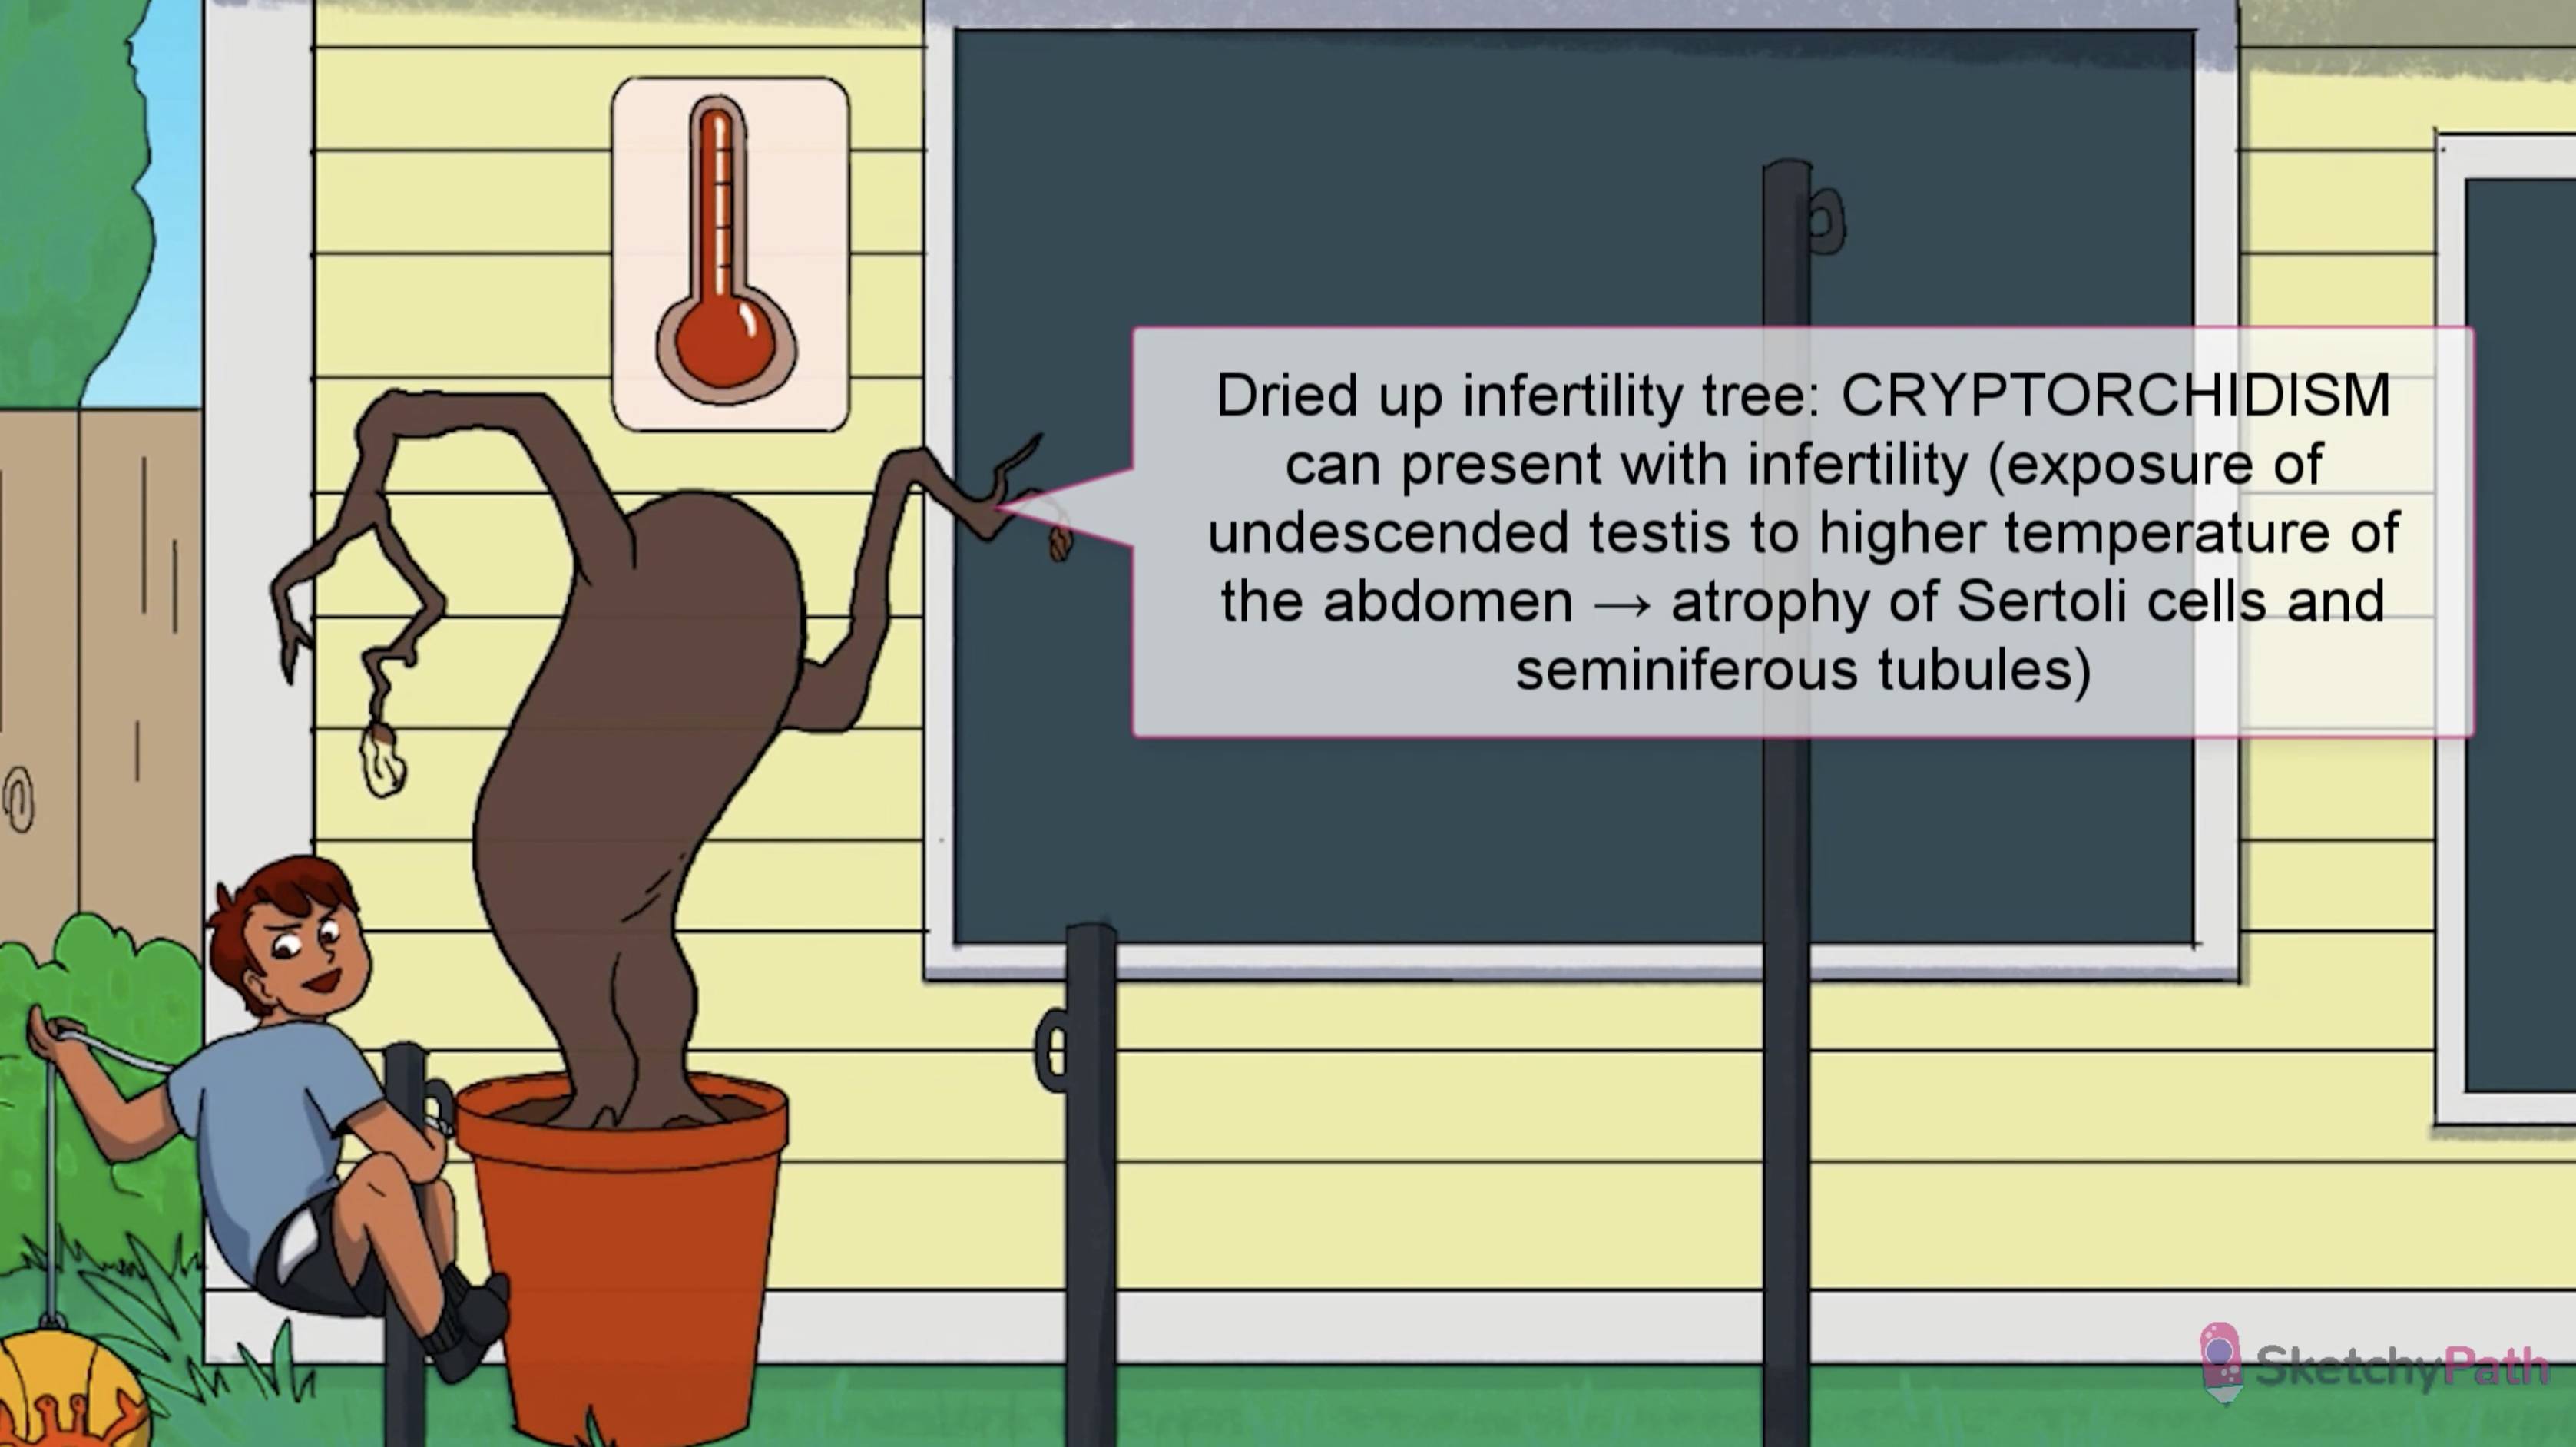 Dried up infertility tree: CRYPTORCHIDISM
can present with infertility (exposure of
undescended testis to higher temperature of
the abdomen → atrophy of Sertoli cells and
seminiferous tubules)
SketchyPath